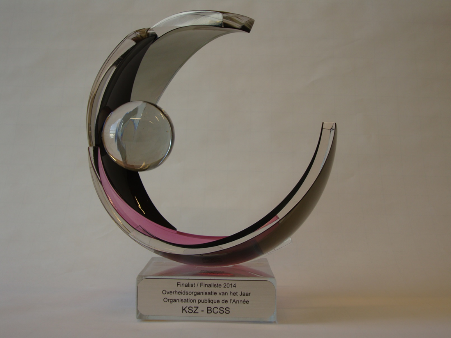 Finalist / Finaliste 2014
Overheidsorganisatie van het Jaar
Organisation publique de l'Année
KSZ - BCSS